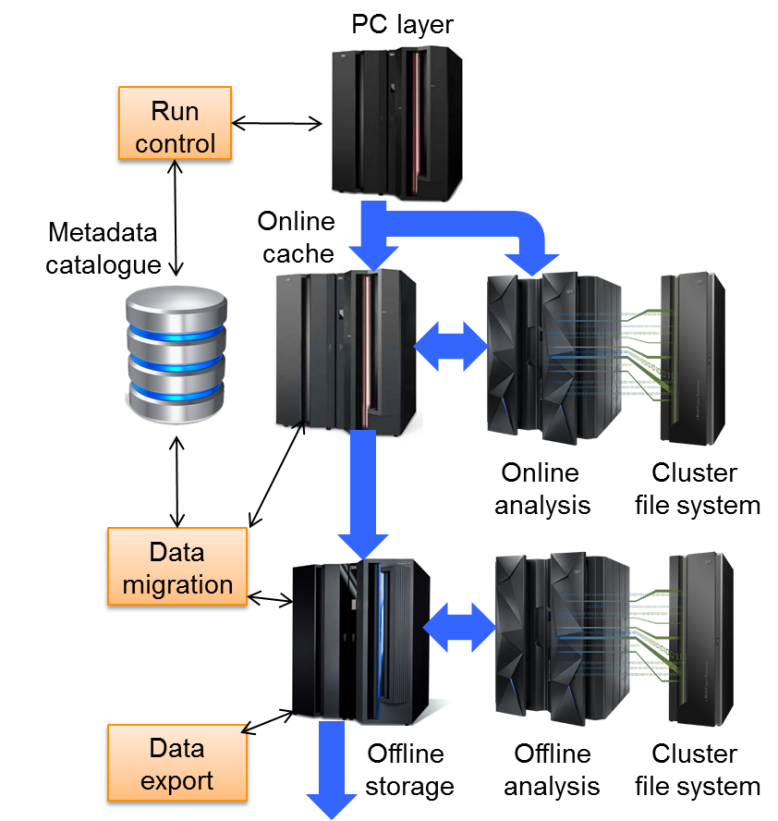 PC layer
Run
control
Online
cache
Metadata
catalogue
Online
analysis
Cluster
file system
Data
migration
Data
export
Offline
storage
Offline
analysis
Cluster
file system